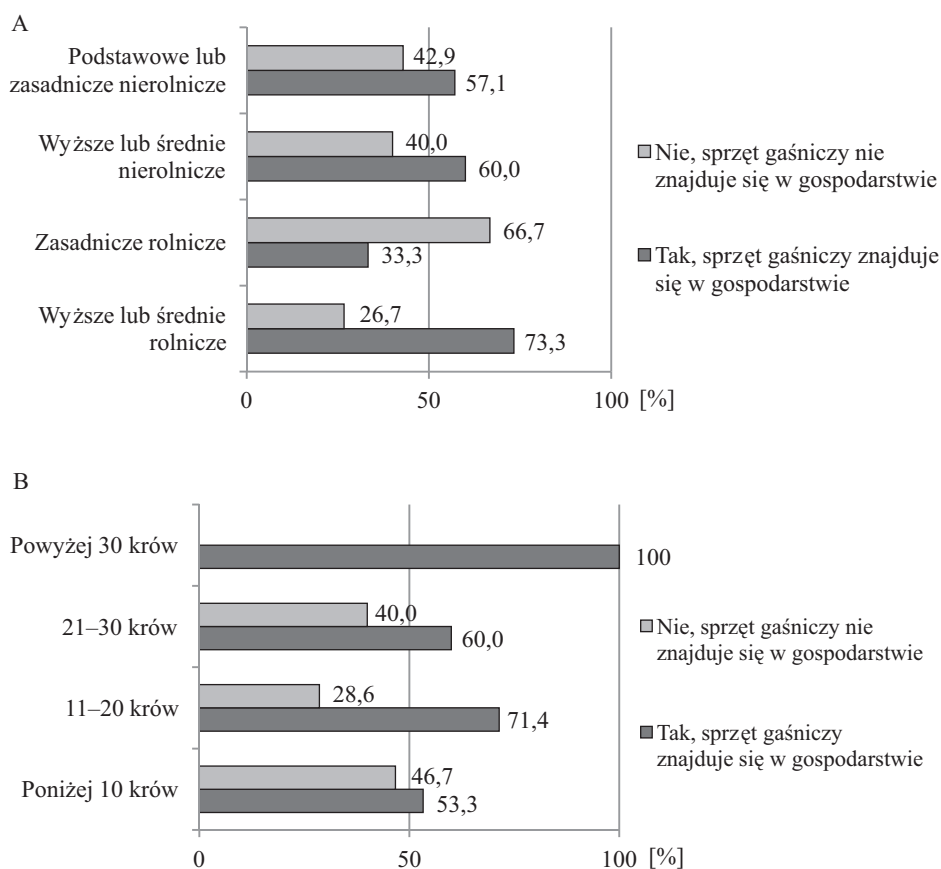 A
Podstawowe lub
zasadnicze nierolnicze
42,9
57,1
Wyższe lub średnie
nierolnicze
40,0
60,0
Zasadnicze rolnicze
66,7
33,3
Wyższe lub średnie
rolnicze
26,7
73,3
0 50 100 [%]
Nie, sprzęt gaśniczy nie
znajduje się w gospodarstwie
Tak, sprzęt gaśniczy znajduje
się w gospodarstwie
B
Powyżej 30 krów
100
21–30 krów
40,0
60,0
11–20 krów
28,6
71,4
Poniżej 10 krów
46,7
53,3
0 50 100 [%]
Nie, sprzęt gaśniczy nie
znajduje się w gospodarstwie
Tak, sprzęt gaśniczy
znajduje się w gospodarstwie